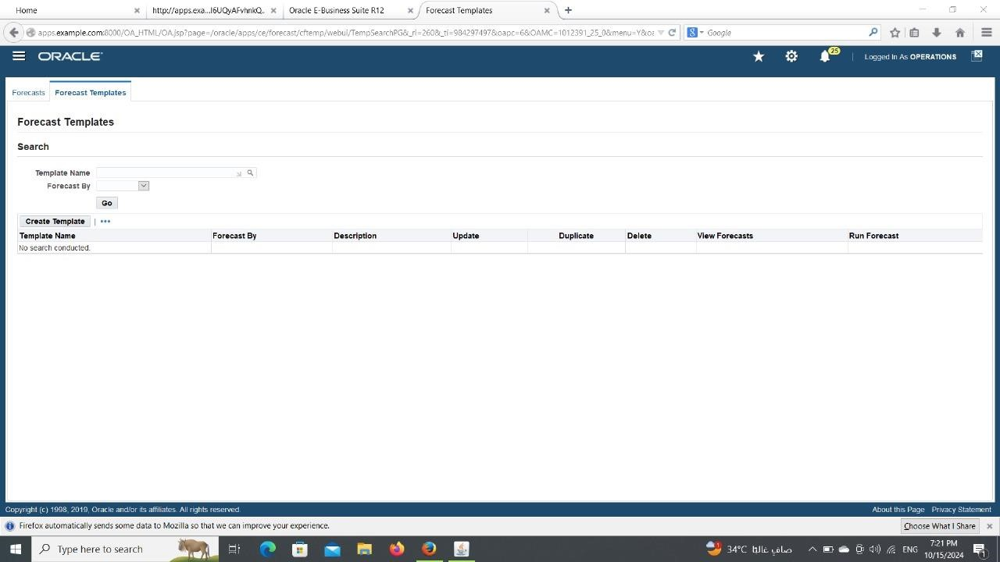 Home
http://apps.exa...I6UQyAFvhnkQ..
Oracle E-Business Suite R12
Forecast Templates
apps.example.com:8000/OA_HTML/OA.jsp?page=/oracle/apps/ce/forecast/cftemp/webui/TempSearchPG&_ri=260&_ti=984297497&oapc=6&OAMC=1012391_25_0&menu=Y&oa
Google
ORACLE
25
Logged In As OPERATIONS
Forecasts
Forecast Templates
Forecast Templates
Search
Template Name
Forecast By
Go
Create Template
Template Name Forecast By Description Update Duplicate Delete View Forecasts Run Forecast
No search conducted.
Copyright (c) 1998, 2019, Oracle and/or its affiliates. All rights reserved.
About this Page Privacy Statement
Firefox automatically sends some data to Mozilla so that we can improve your experience.
Choose What I Share
Type here to search
1
34°C صافٍ غالبًا
ENG
7:21 PM
10/15/2024
1